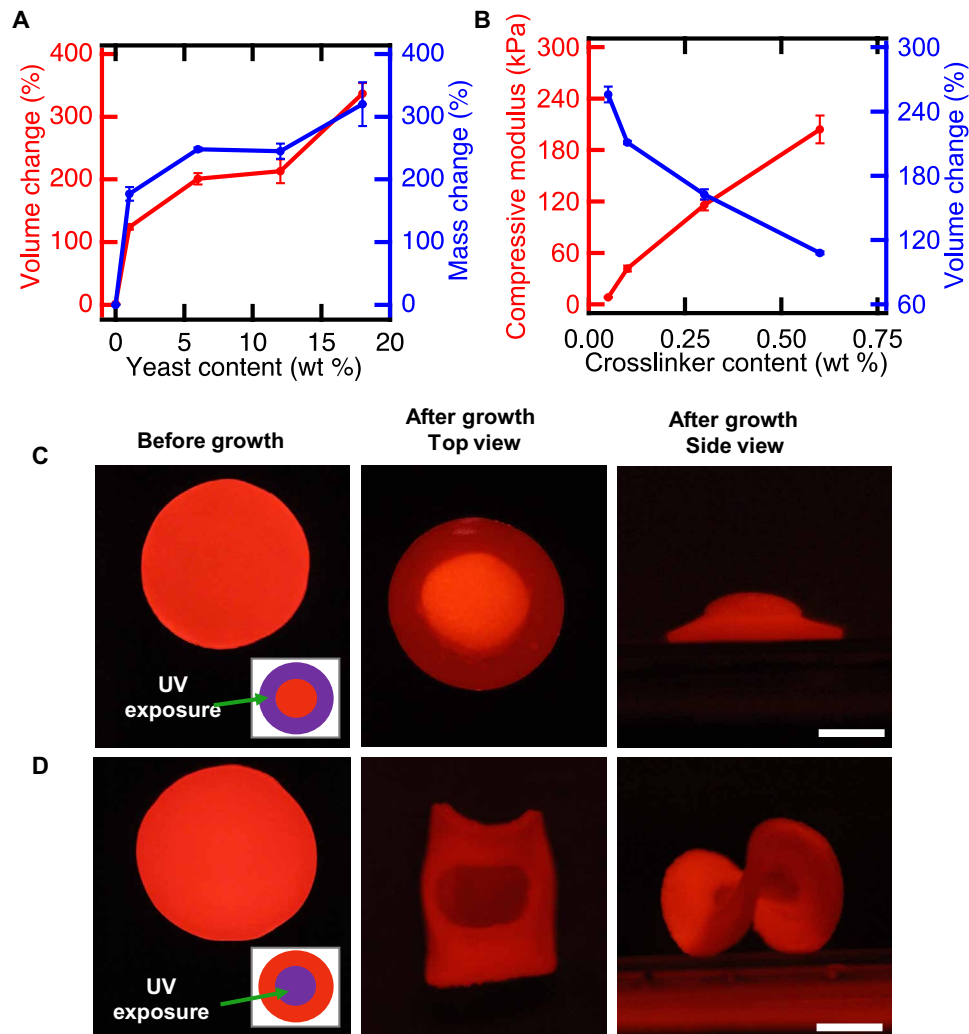 A
Volume change (%)
400
300
200
100
0
0 5 10 15 20
Yeast content (wt %)
400
300
200
100
0
Mass change (%)
B
Compressive modulus (kPa)
300
240
180
120
60
0
0.00 0.25 0.50 0.75
Crosslinker content (wt %)
300
240
180
120
60
Volume change (%)
Before growth
After growth
Top view
After growth
Side view
C
UV
exposure
D
UV
exposure